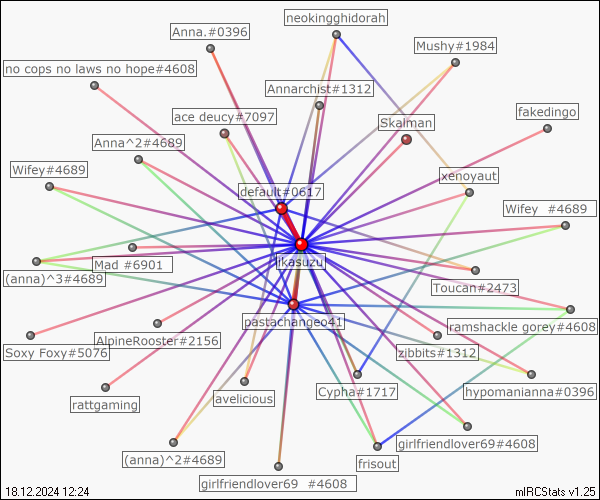 neokingghidorah
Anna.#0396
Mushy#1984
no cops no laws no hope#4608
Annarchist#1312
ace deucy#7097
fakedingo
Skaiman
Anna^2#4689
Wifey#4689
xenoyaut
default#0617
Wifey #4689
ikasuzu
Mad #6901
(anna)^3#4689
Toucan#2473
pastachangeo41
ramshackle gorey#4608
AlpineRooster#2156
Soxy Foxy#5076
zibbits#1312
Cypha#1717
hypomanianna#0396
avelicious
rattgaming
girlfriendlover69#4608
(anna)^2#4689
frisout
girlfriendlover69 #4608
18.12.2024 12:24
mIRCStats v1.25